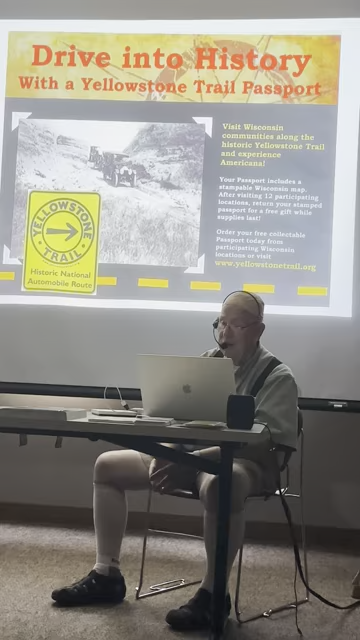 Drive into History
With a Yellowstone Trail Passport
Visit Wisconsin
communities along the
historic Yellowstone Trail
and experience
Americana!
Your Passport includes a
stampable Wisconsin map.
After visiting 12 participating
locations, return your stamped
passport for a free gift while
supplies last!
Order your free collectable
Passport today from
participating Wisconsin
locations or visit
www.yellowstonetrail.org
YELLOWSTONE
TRAIL
Historic National
Automobile Route